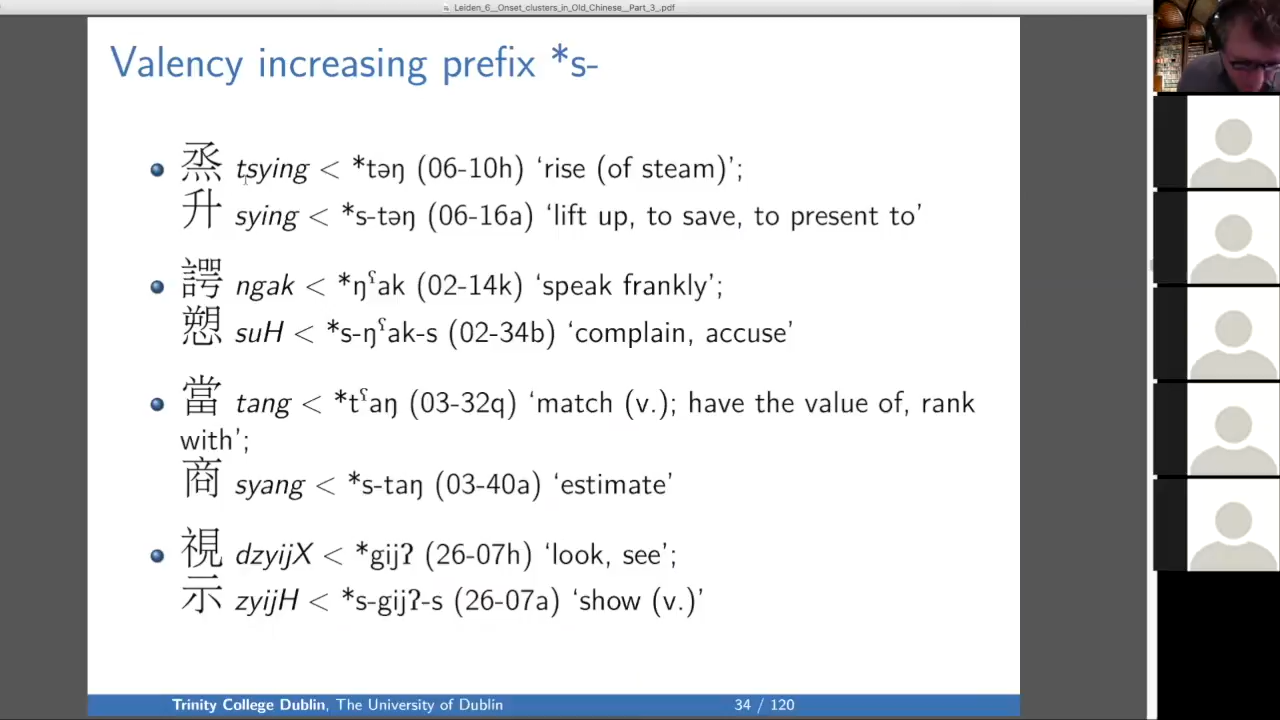 Leiden_6__Onset_clusters_in_Old_Chinese__Part_3_.pdf
Valency increasing prefix *s-
烝 tsying < *təŋ (06-10h) ‘rise (of steam)’;
升 sying < *s-təŋ (06-16a) ‘lift up, to save, to present to’
諤 ngak < *ŋˤak (02-14k) ‘speak frankly’;
愬 suH < *s-ŋˤak-s (02-34b) ‘complain, accuse’
當 tang < *tˤaŋ (03-32q) ‘match (v.); have the value of, rank
with’;
商 syang < *s-taŋ (03-40a) ‘estimate’
視 dzyijX < *gijʔ (26-07h) ‘look, see’;
示 zyijH < *s-gijʔ-s (26-07a) ‘show (v.)’
Trinity College Dublin, The University of Dublin 34 / 120